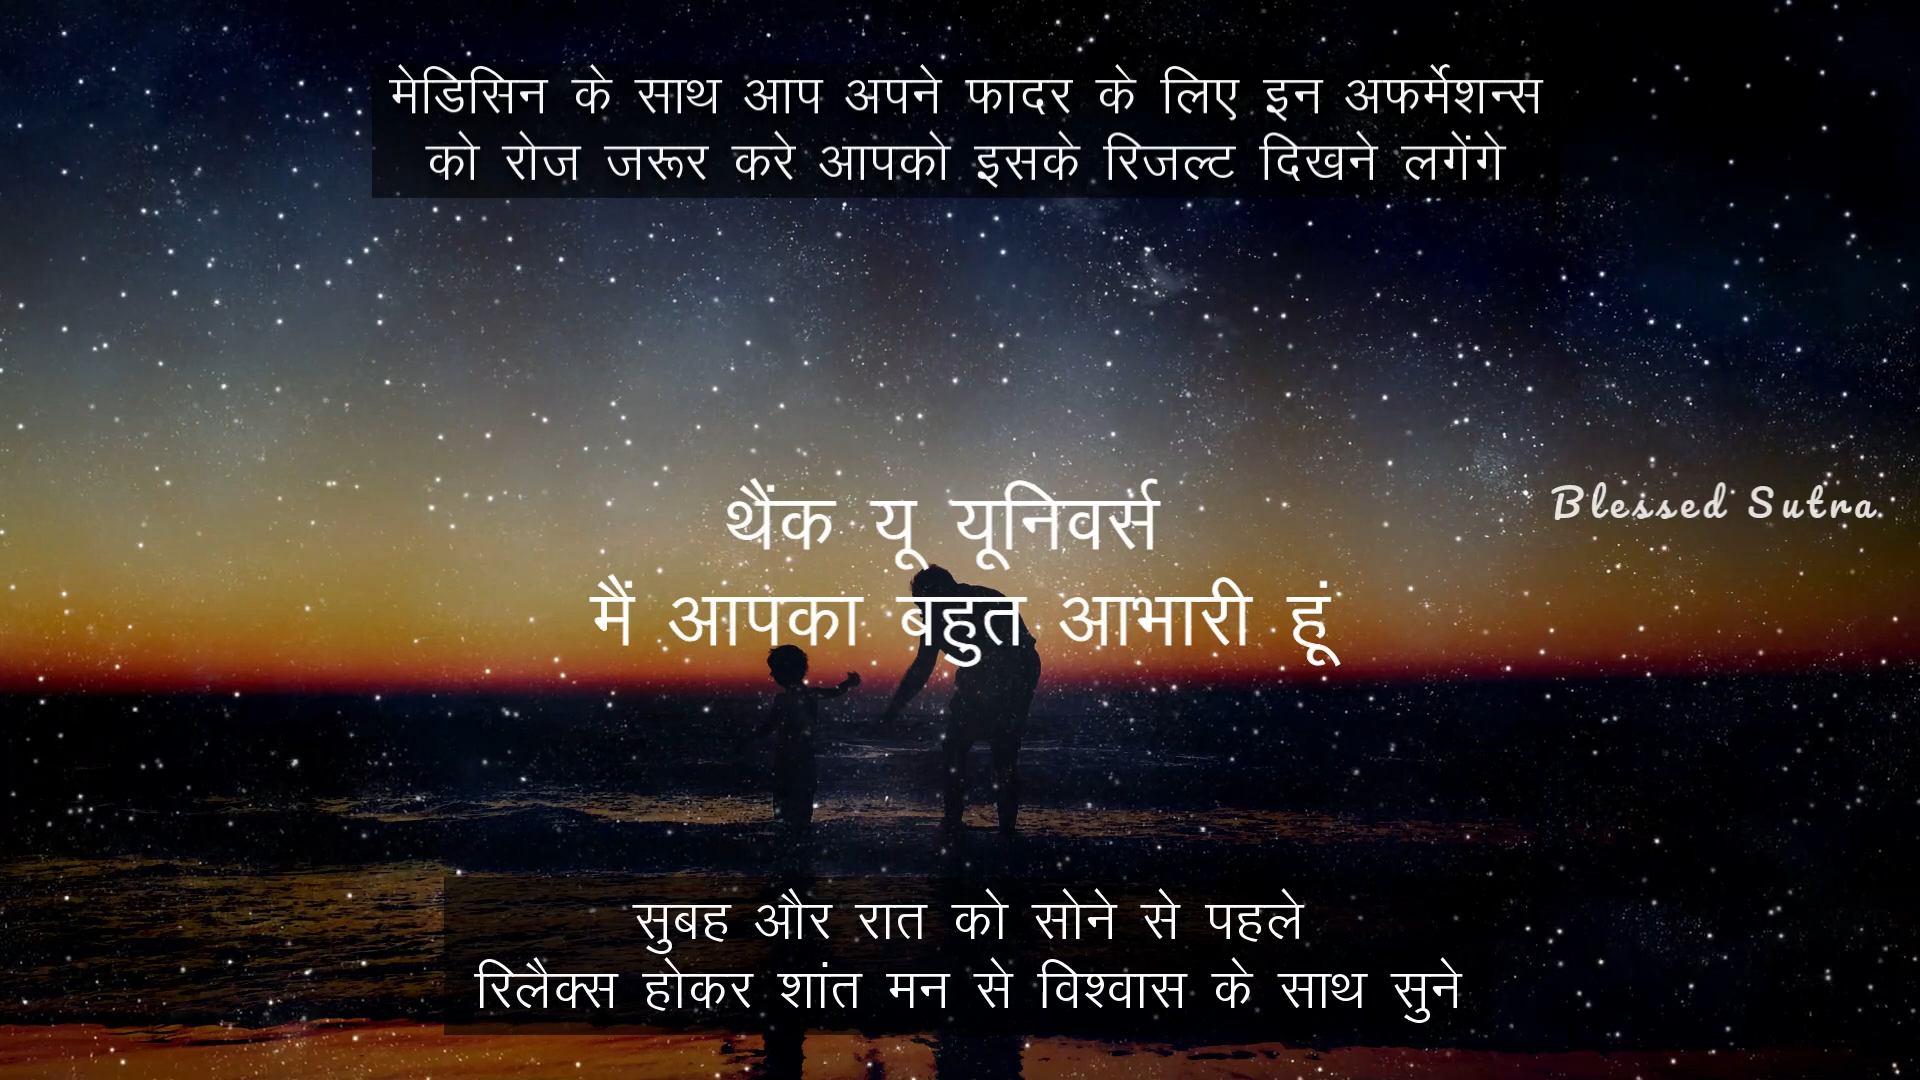 मेडिसिन के साथ आप अपने फादर के लिए इन अफर्मेशन्स
को रोज जरूर करे आपको इसके रिजल्ट दिखने लगेंगे
थैंक यू यूनिवर्स
Blessed Sutra
मैं आपका बहुत आभारी हूं
सुबह और रात को सोने से पहले
रिलैक्स होकर शांत मन से विश्वास के साथ सुने